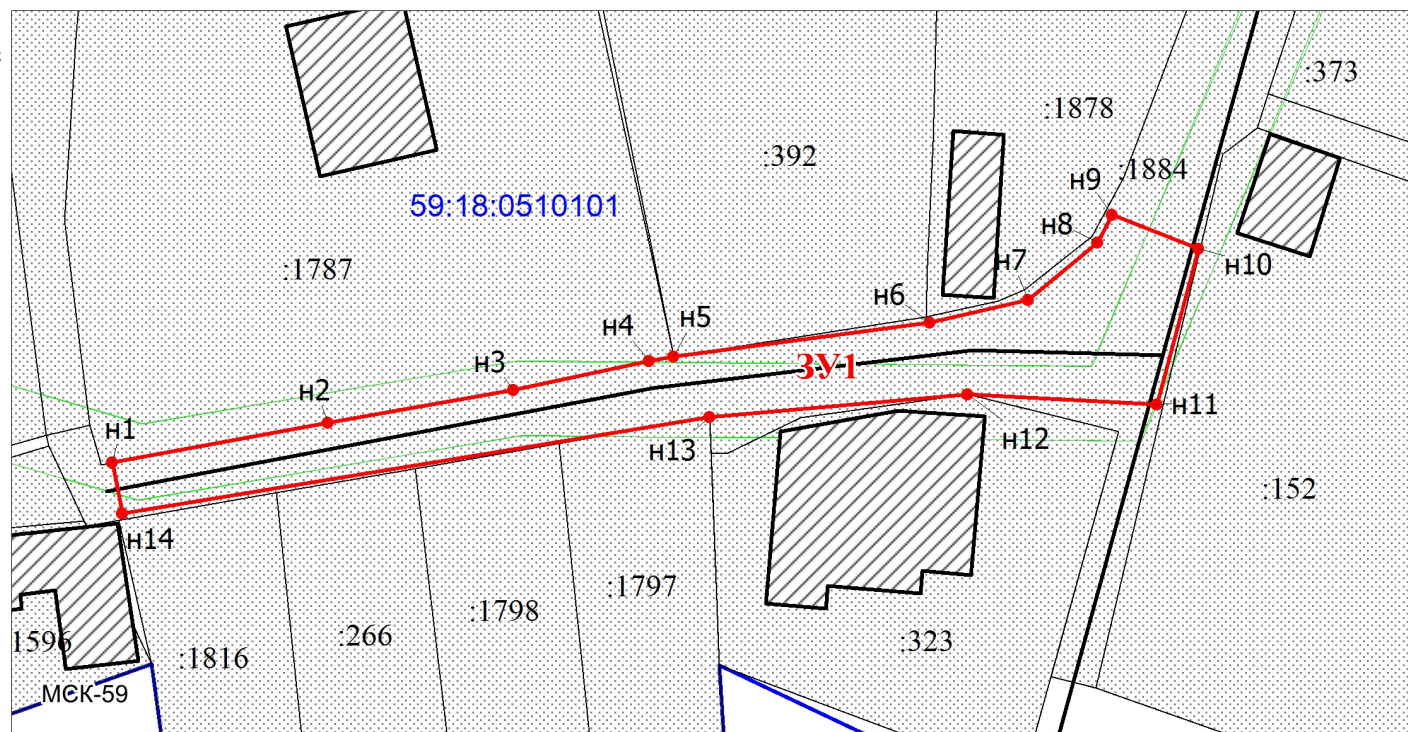 :373
:1878
:392
:1884
н9
59:18:0510101
н8
н7
н10
:1787
н6
н5
н4
н3
ЗУ1
н2
н11
н1
н13
н12
:152
н14
:1797
:1798
:266
:323
1596
:1816
МСК-59